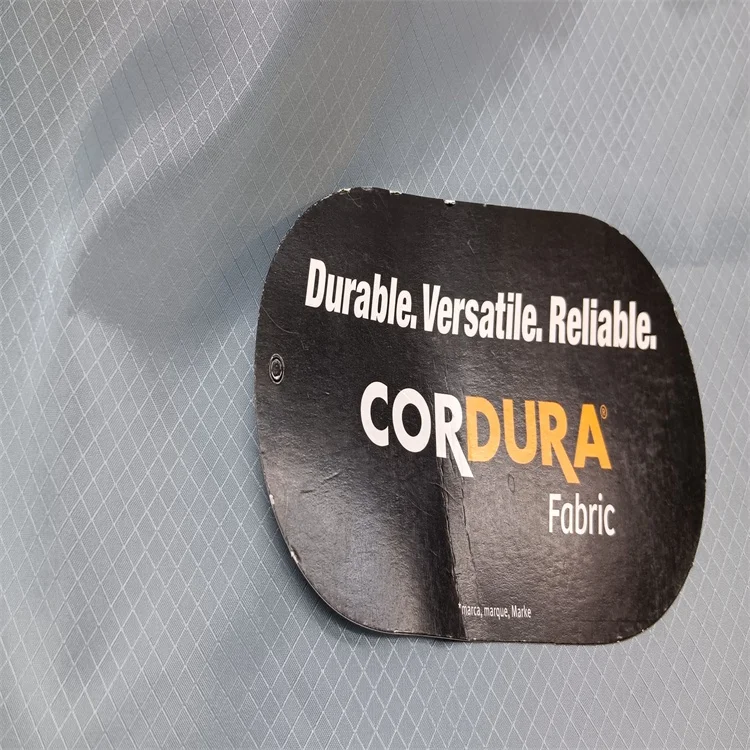 Durable. Versatile. Reliable.
CORDURA®
Fabric
*marca, marque, Marke